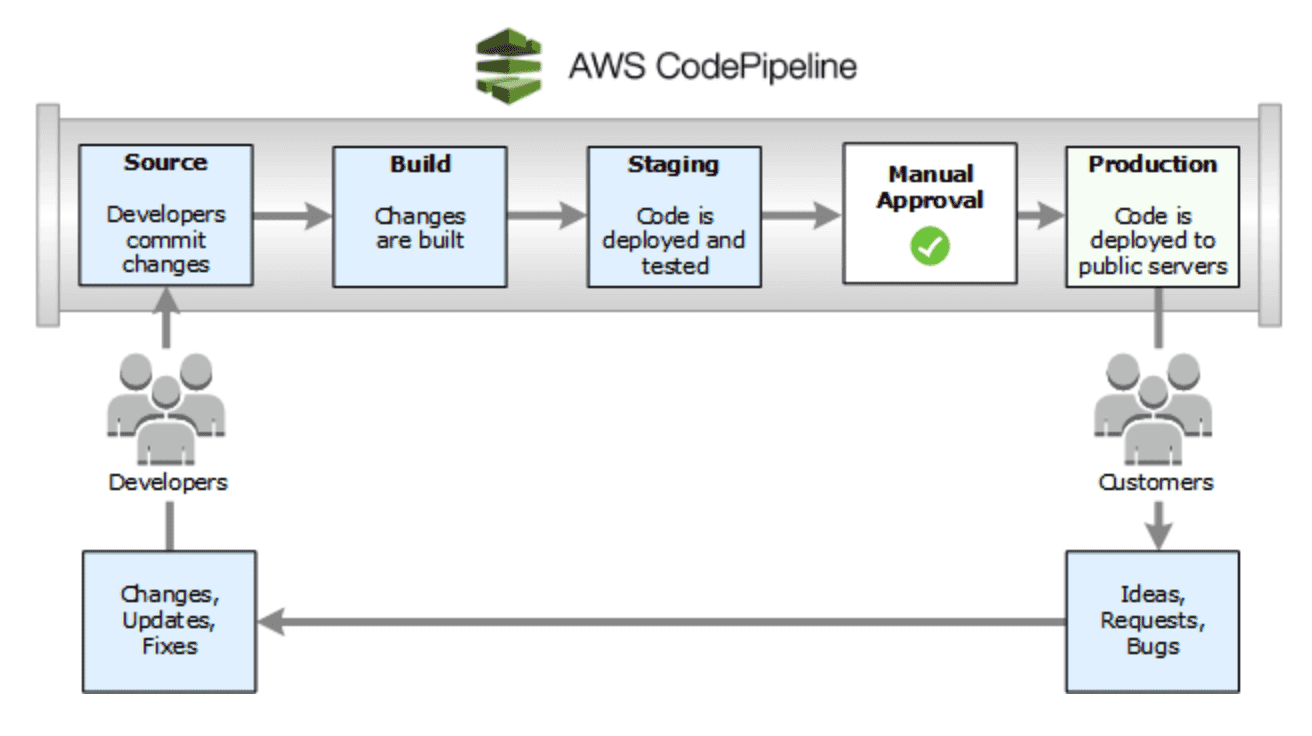 AWS CodePipeline
Source
Developers
commit
changes
Build
Changes
are built
Staging
Code is
deployed and
tested
Manual
Approval
Production
Code is
deployed to
public servers
Developers
Customers
Changes,
Updates,
Fixes
Ideas,
Requests,
Bugs